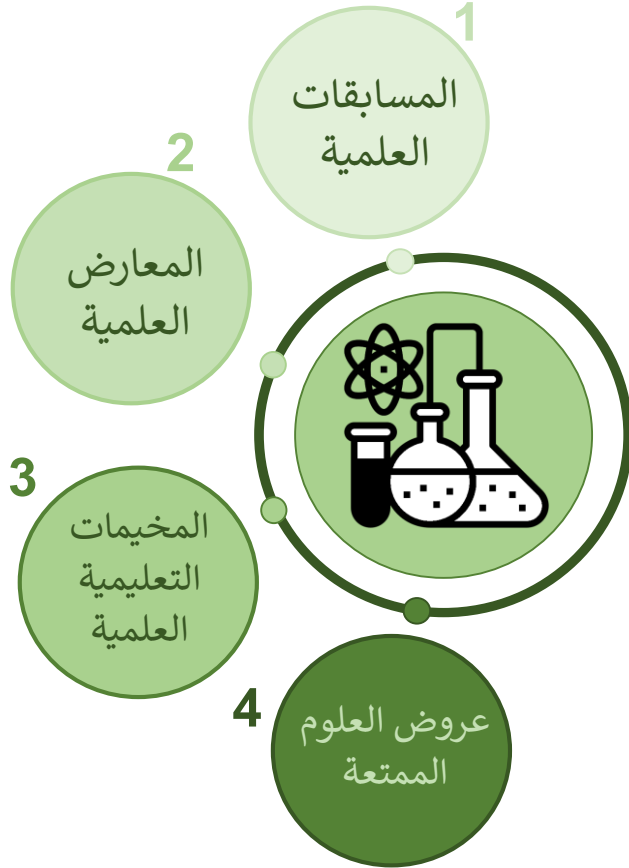 1
المسابقات
العلمية
2
المعارض
العلمية
3
المخيمات
التعليمية
العلمية
4
عروض العلوم
الممتعة